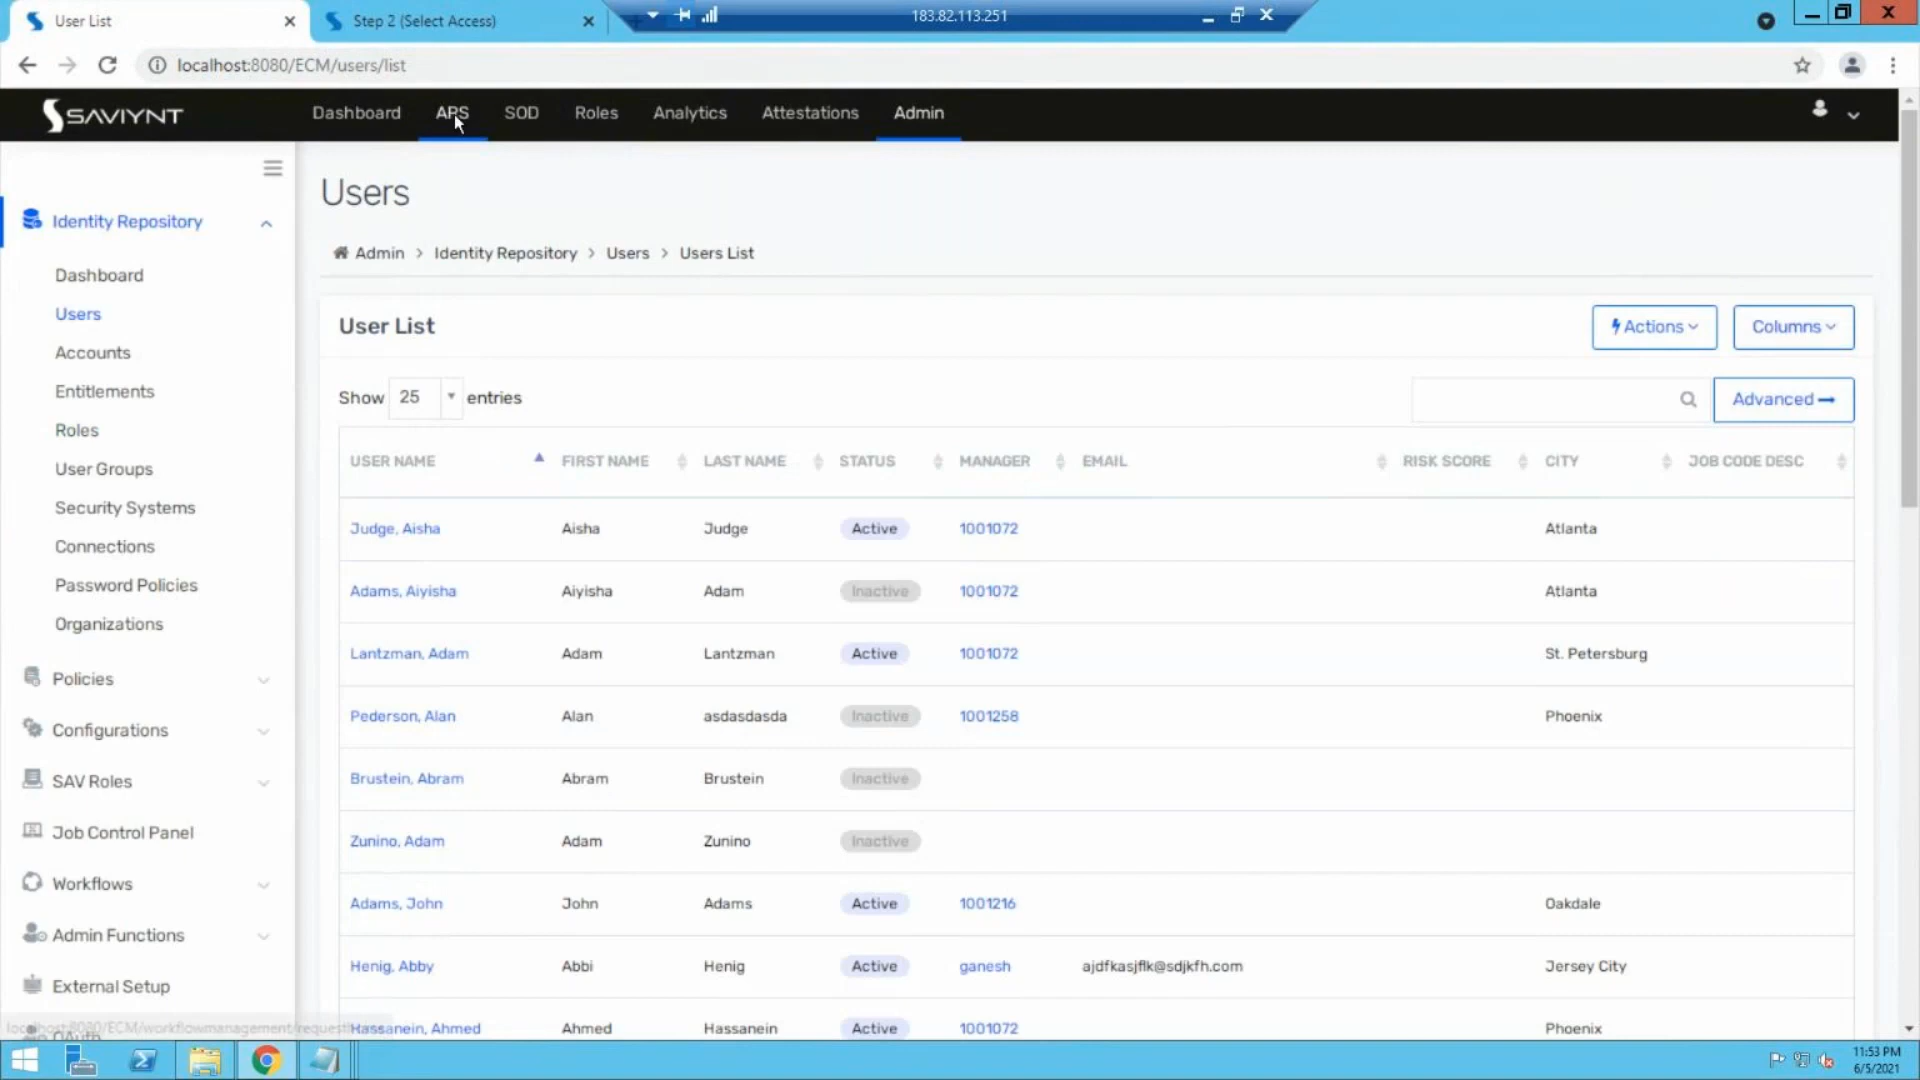 User List
Step 2 (Select Access)
183.82.113.251
localhost:8080/ECM/users/list
SAVIYNT
Dashboard
ARS
SOD
Roles
Analytics
Attestations
Admin
Identity Repository
Dashboard
Users
Accounts
Entitlements
Roles
User Groups
Security Systems
Connections
Password Policies
Organizations
Policies
Configurations
SAV Roles
Job Control Panel
Workflows
Admin Functions
External Setup
OAuth
Users
Admin > Identity Repository > Users > Users List
User List
Actions
Columns
Show 25 entries
Advanced
USER NAME FIRST NAME LAST NAME STATUS MANAGER EMAIL RISK SCORE CITY JOB CODE DESC
Judge, Aisha Aisha Judge Active 1001072 Atlanta
Adams, Aiyisha Aiyisha Adam Inactive 1001072 Atlanta
Lantzman, Adam Adam Lantzman Active 1001072 St. Petersburg
Pederson, Alan Alan asdasdasda Inactive 1001258 Phoenix
Brustein, Abram Abram Brustein Inactive
Zunino, Adam Adam Zunino Inactive
Adams, John John Adams Active 1001216 Oakdale
Henig, Abby Abbi Henig Active ganesh ajdfkasjflk@sdjkfh.com Jersey City
Hassanein, Ahmed Ahmed Hassanein Active 1001072 Phoenix
11:53 PM
6/5/2021